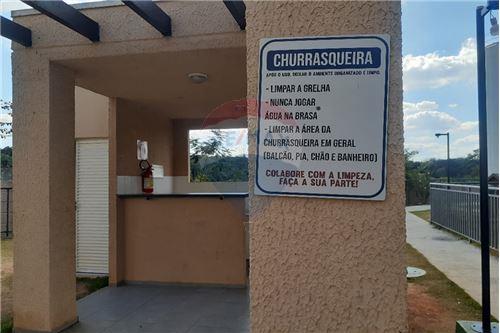 CHURRASQUEIRA
APÓS O USO, DEIXAR O AMBIENTE ORGANIZADO E LIMPO.
- LIMPAR A GRELHA
- NUNCA JOGAR
ÁGUA NA BRASA
- LIMPAR A ÁREA DA
CHURRASQUEIRA EM GERAL
(BALCÃO, PIA, CHÃO E BANHEIRO)
COLABORE COM A LIMPEZA,
FAÇA A SUA PARTE!